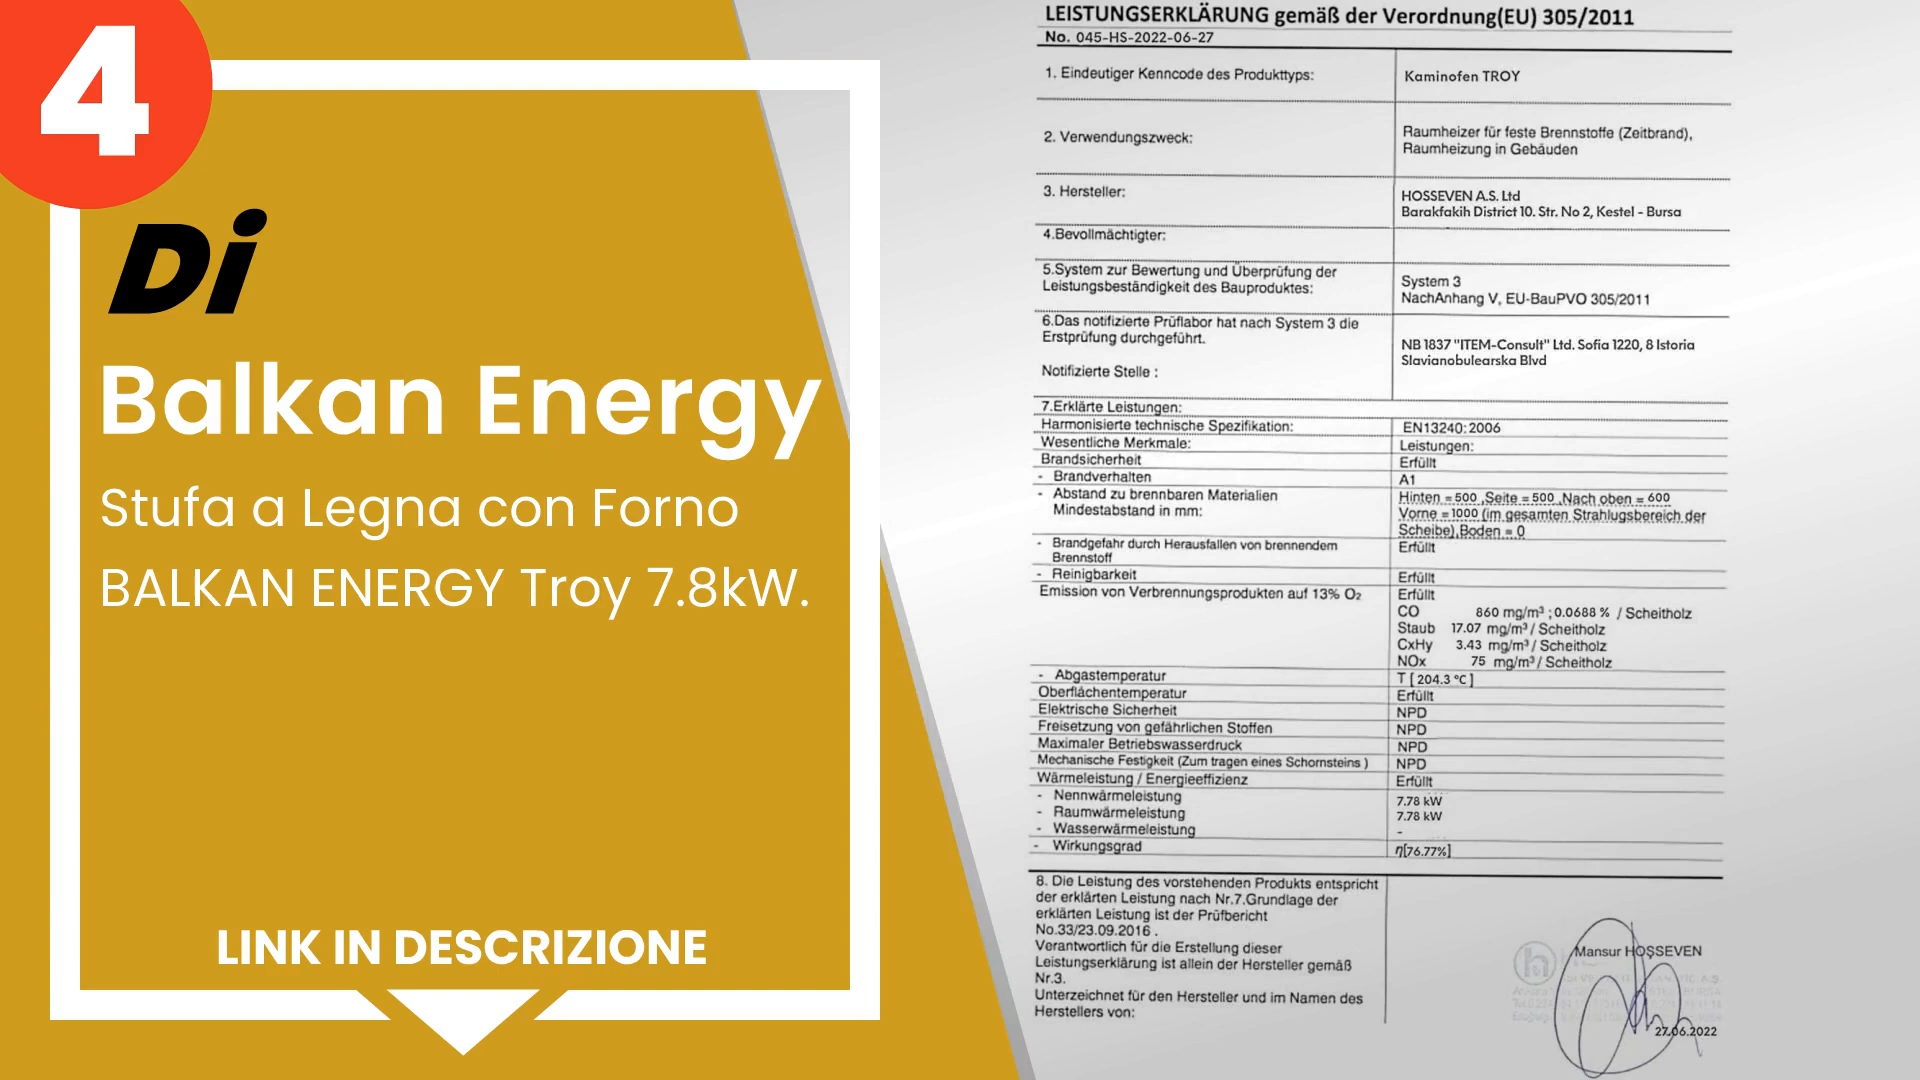 4
Di
Balkan Energy
Stufa a Legna con Forno
BALKAN ENERGY Troy 7.8kW.
LINK IN DESCRIZIONE
LEISTUNGSERKLÄRUNG gemäß der Verordnung(EU) 305/2011
No. 045-HS-2022-06-27
1. Eindeutiger Kenncode des Produkttyps:
Kaminofen TROY
2. Verwendungszweck:
Raumheizer für feste Brennstoffe (Zeitbrand),
Raumheizung in Gebäuden
3. Hersteller:
HOSSEVEN A.S. Ltd
Barakfakih District 10. Str. No 2, Kestel - Bursa
4.Bevollmächtigter:
5.System zur Bewertung und Überprüfung der
Leistungsbeständigkeit des Bauproduktes:
System 3
NachAnhang V, EU-BauPVO 305/2011
6.Das notifizierte Prüflabor hat nach System 3 die
Erstprüfung durchgeführt.
Notifizierte Stelle :
NB 1837 "ITEM-Consult" Ltd. Sofia 1220, 8 Istoria
Slavianobulearska Blvd
7.Erklärte Leistungen:
Harmonisierte technische Spezifikation:
EN13240:2006
Wesentliche Merkmale:
Leistungen:
Brandsicherheit
Erfüllt
- Brandverhalten
A1
- Abstand zu brennbaren Materialien
Mindestabstand in mm:
Hinten =500 ,Seite =500 ,Nach oben = 600
Vorne =1000 (im gesamten Strahlugsbereich der
Scheibe),Boden = 0
- Brandgefahr durch Herausfallen von brennendem
Brennstoff
Erfüllt
- Reinigbarkeit
Erfüllt
Emission von Verbrennungsprodukten auf 13% O₂
Erfüllt
CO 860 mg/m³ ; 0.0688 % / Scheitholz
Staub 17.07 mg/m³ / Scheitholz
CxHy 3.43 mg/m³ / Scheitholz
NOx 75 mg/m³ / Scheitholz
- Abgastemperatur
T [ 204.3 °C ]
Oberflächentemperatur
Erfüllt
Elektrische Sicherheit
NPD
Freisetzung von gefährlichen Stoffen
NPD
Maximaler Betriebswasserdruck
NPD
Mechanische Festigkeit (Zum tragen eines Schornsteins )
NPD
Wärmeleistung / Energieeffizienz
Erfüllt
- Nennwärmeleistung
7.78 kW
- Raumwärmeleistung
7.78 kW
- Wasserwärmeleistung
-
- Wirkungsgrad
η[76.77%]
8. Die Leistung des vorstehenden Produkts entspricht
der erklärten Leistung nach Nr.7.Grundlage der
erklärten Leistung ist der Prüfbericht
No.33/23.09.2016 .
Verantwortlich für die Erstellung dieser
Leistungserklärung ist allein der Hersteller gemäß
Nr.3.
Unterzeichnet für den Hersteller und im Namen des
Herstellers von:
Mansur HOŞSEVEN
27.06.2022